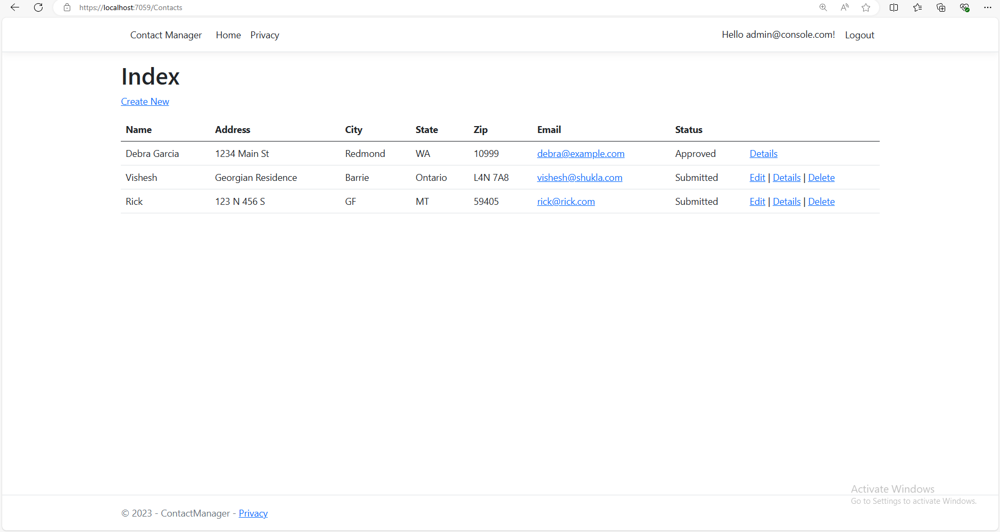 https://localhost:7059/Contacts
Contact Manager Home Privacy Hello admin@console.com! Logout
Index
Create New
Name Address City State Zip Email Status
Debra Garcia 1234 Main St Redmond WA 10999 debra@example.com Approved Details
Vishesh Georgian Residence Barrie Ontario L4N 7A8 vishesh@shukla.com Submitted Edit | Details | Delete
Rick 123 N 456 S GF MT 59405 rick@rick.com Submitted Edit | Details | Delete
Activate Windows
Go to Settings to activate Windows.
© 2023 - ContactManager - Privacy